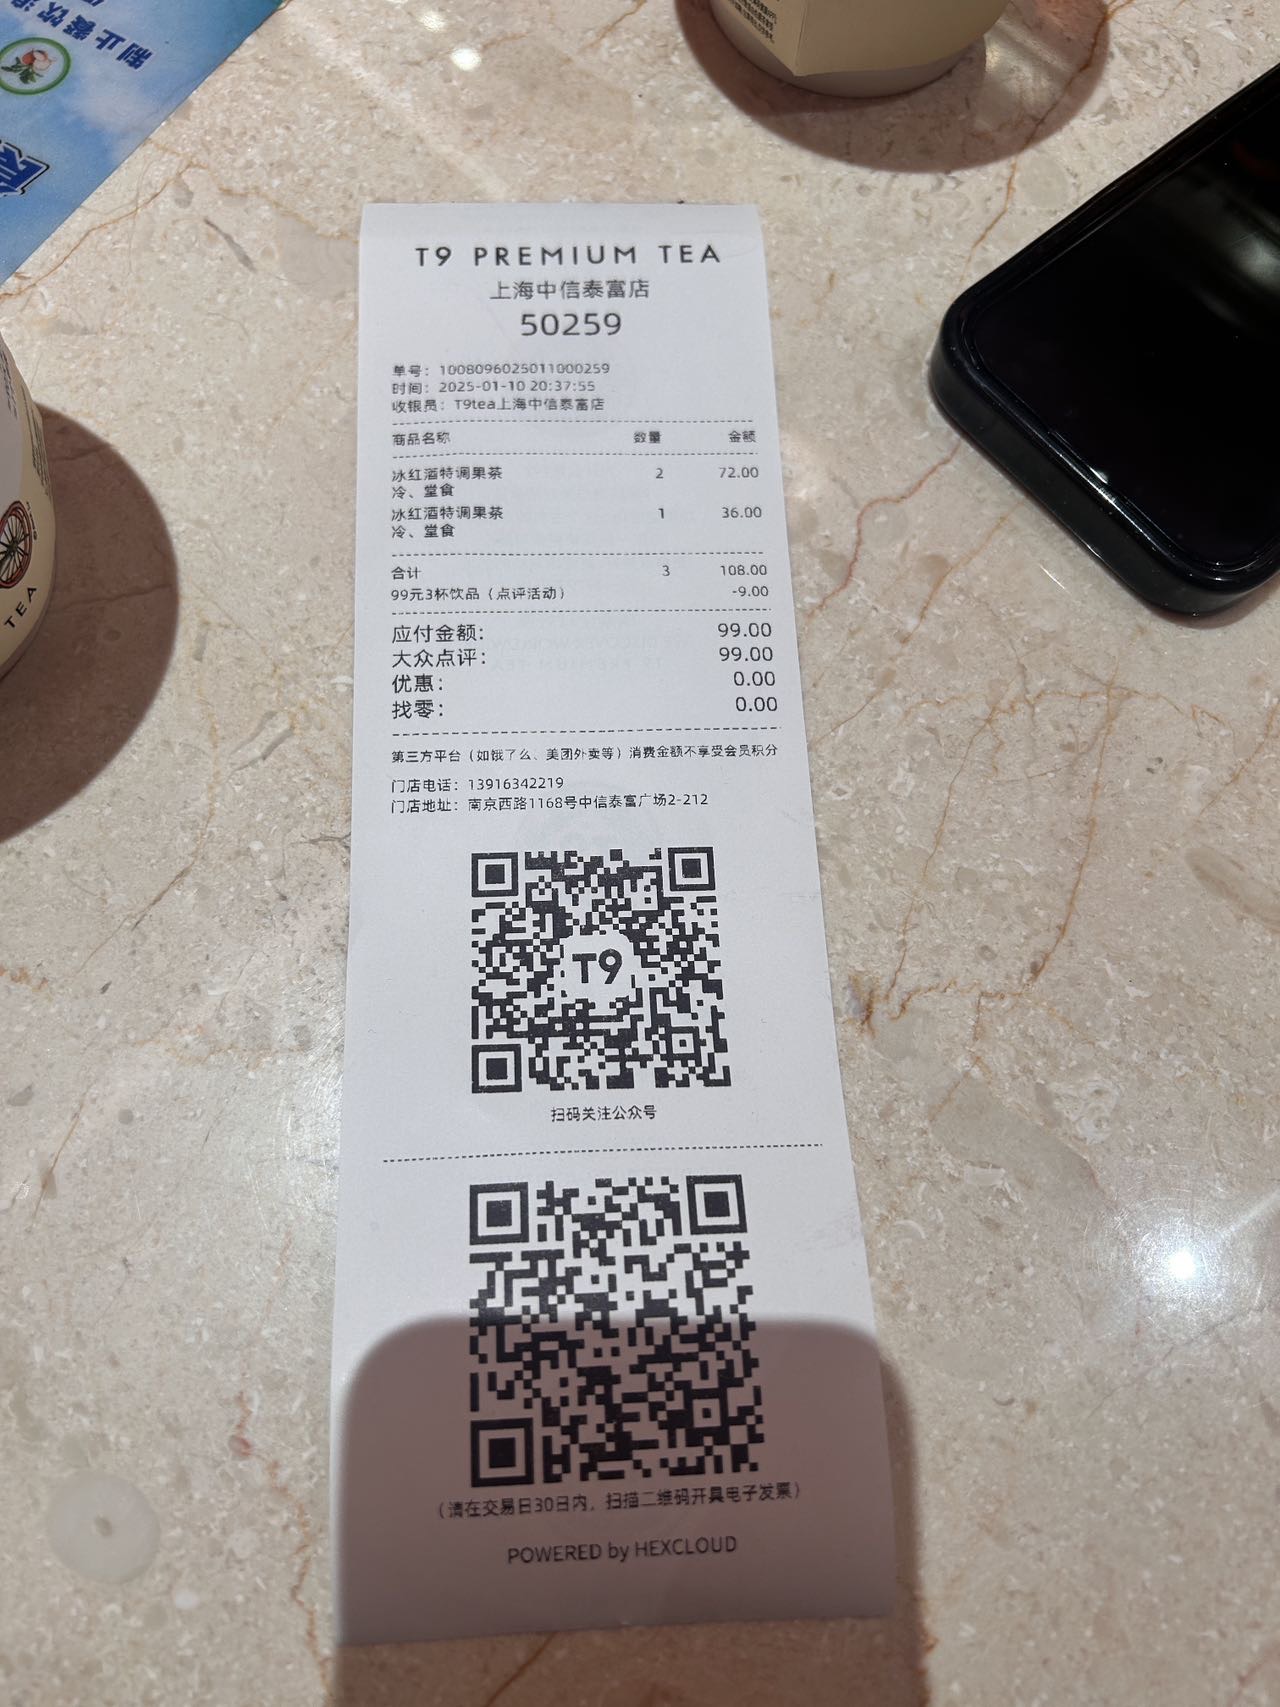 制止餐饮浪
T9 PREMIUM TEA
上海中信泰富店
50259
单号：1008096025011000259
时间：2025-01-10 20:37:55
收银员：T9tea上海中信泰富店
商品名称 数量 金额
冰红酒特调果茶 2 72.00
冷、堂食
冰红酒特调果茶 1 36.00
冷、堂食
合计 3 108.00
99元3杯饮品（点评活动） -9.00
应付金额: 99.00
大众点评: 99.00
优惠: 0.00
找零: 0.00
第三方平台（如饿了么、美团外卖等）消费金额不享受会员积分
门店电话：13916342219
门店地址：南京西路1168号中信泰富广场2-212
T9
扫码关注公众号
（请在交易日30日内，扫描二维码开具电子发票）
POWERED by HEXCLOUD
TEA